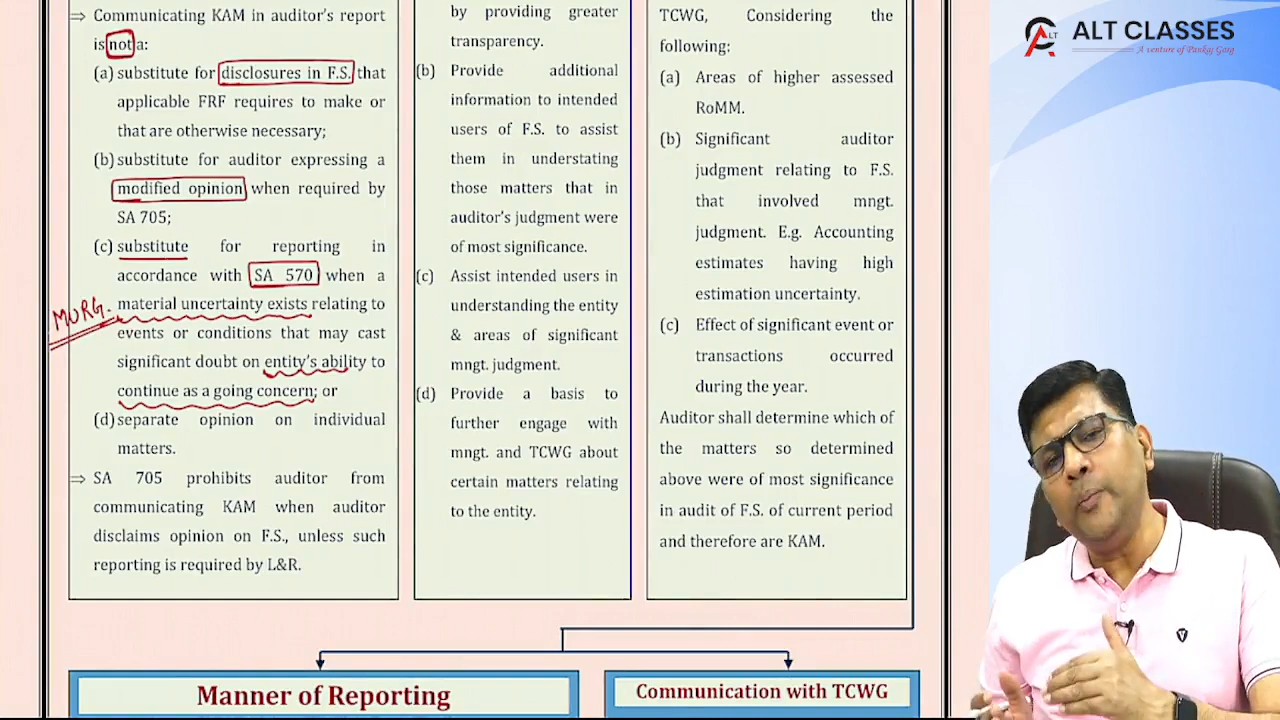 ⇒ Communicating KAM in auditor's report
is not a:
(a) substitute for disclosures in F.S. that
applicable FRF requires to make or
that are otherwise necessary;
(b) substitute for auditor expressing a
modified opinion when required by
SA 705;
(c) substitute for reporting in
accordance with SA 570 when a
material uncertainty exists relating to
events or conditions that may cast
significant doubt on entity's ability to
continue as a going concern; or
(d) separate opinion on individual
matters.
⇒ SA 705 prohibits auditor from
communicating KAM when auditor
disclaims opinion on F.S., unless such
reporting is required by L&R.
MURG.
by providing greater
transparency.
(b) Provide additional
information to intended
users of F.S. to assist
them in understating
those matters that in
auditor's judgment were
of most significance.
(c) Assist intended users in
understanding the entity
& areas of significant
mngt. judgment.
(d) Provide a basis to
further engage with
mngt. and TCWG about
certain matters relating
to the entity.
TCWG, Considering the
following:
(a) Areas of higher assessed
RoMM.
(b) Significant auditor
judgment relating to F.S.
that involved mngt.
judgment. E.g. Accounting
estimates having high
estimation uncertainty.
(c) Effect of significant event or
transactions occurred
during the year.
Auditor shall determine which of
the matters so determined
above were of most significance
in audit of F.S. of current period
and therefore are KAM.
Manner of Reporting
Communication with TCWG
ALT
ALT CLASSES
A venture of Pankaj Garg